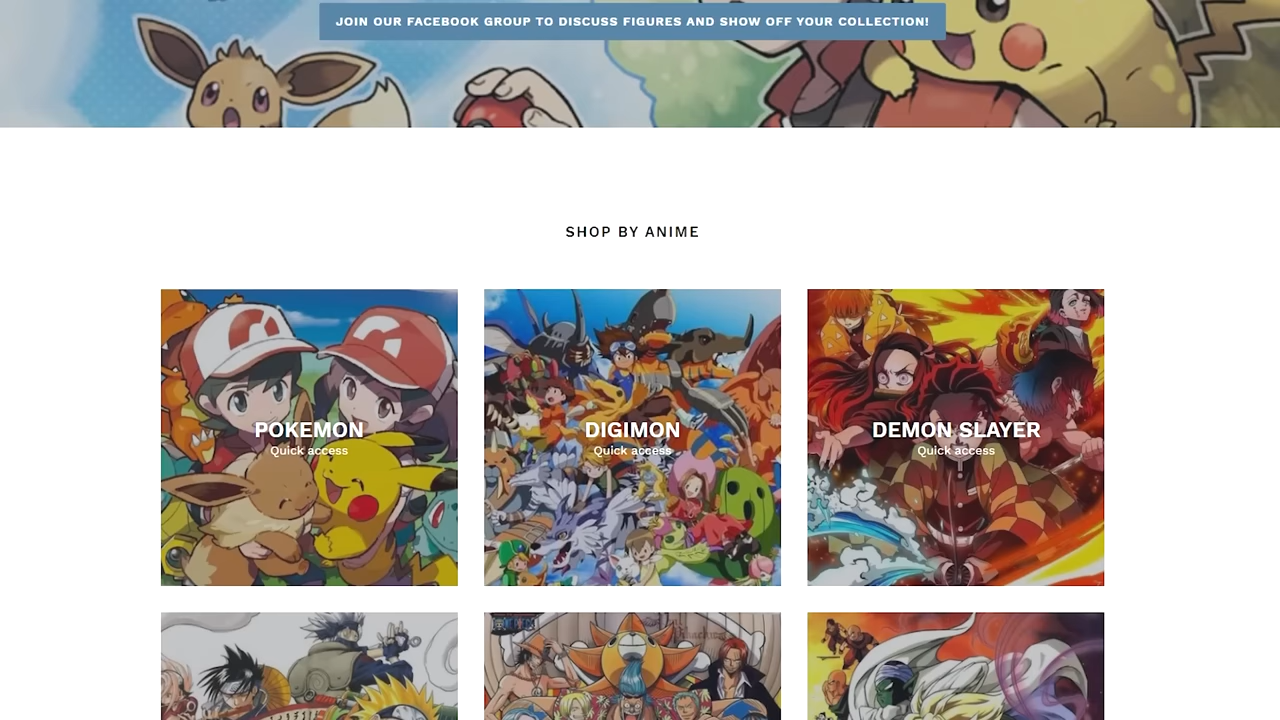 JOIN OUR FACEBOOK GROUP TO DISCUSS FIGURES AND SHOW OFF YOUR COLLECTION!
SHOP BY ANIME
POKEMON
Quick access
DIGIMON
Quick access
DEMON SLAYER
Quick access